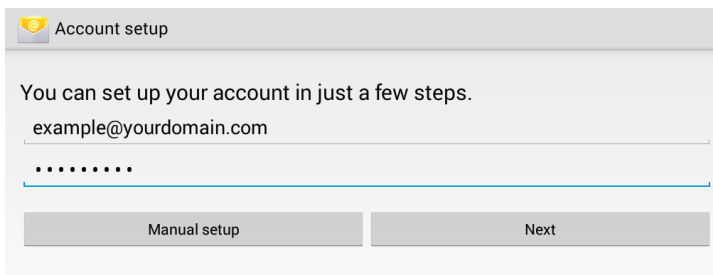 Account setup
You can set up your account in just a few steps.
example@yourdomain.com
•••••••••
Manual setup Next